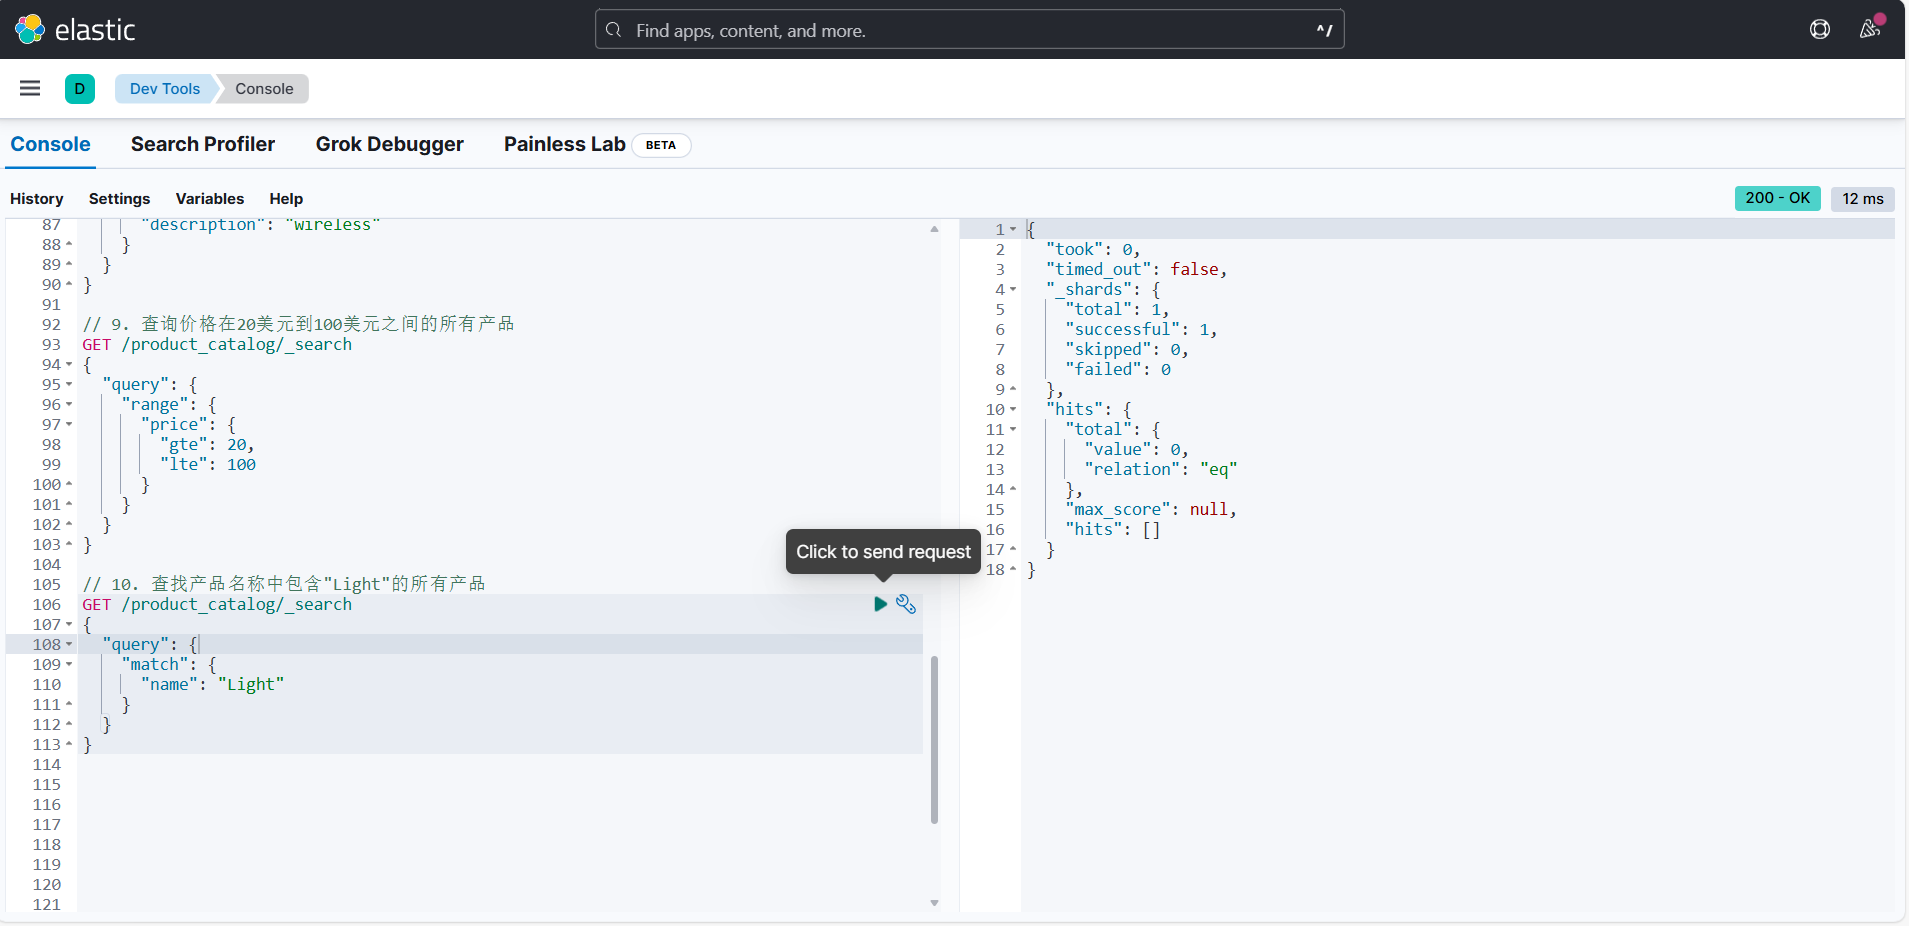 elastic
Find apps, content, and more.
^/
D
Dev Tools
Console
Console
Search Profiler
Grok Debugger
Painless Lab
BETA
History
Settings
Variables
Help
200 - OK
12 ms
87 "description": "wireless"
88 }
89 }
90 }
91
92 // 9. 查询价格在20美元到100美元之间的所有产品
93 GET /product_catalog/_search
94 {
95 "query": {
96 "range": {
97 "price": {
98 "gte": 20,
99 "lte": 100
100 }
101 }
102 }
103 }
104
105 // 10. 查找产品名称中包含"Light"的所有产品
106 GET /product_catalog/_search
107 {
108 "query": {
109 "match": {
110 "name": "Light"
111 }
112 }
113 }
114
115
116
117
118
119
120
121
Click to send request
1 {
2 "took": 0,
3 "timed_out": false,
4 "_shards": {
5 "total": 1,
6 "successful": 1,
7 "skipped": 0,
8 "failed": 0
9 },
10 "hits": {
11 "total": {
12 "value": 0,
13 "relation": "eq"
14 },
15 "max_score": null,
16 "hits": []
17 }
18 }